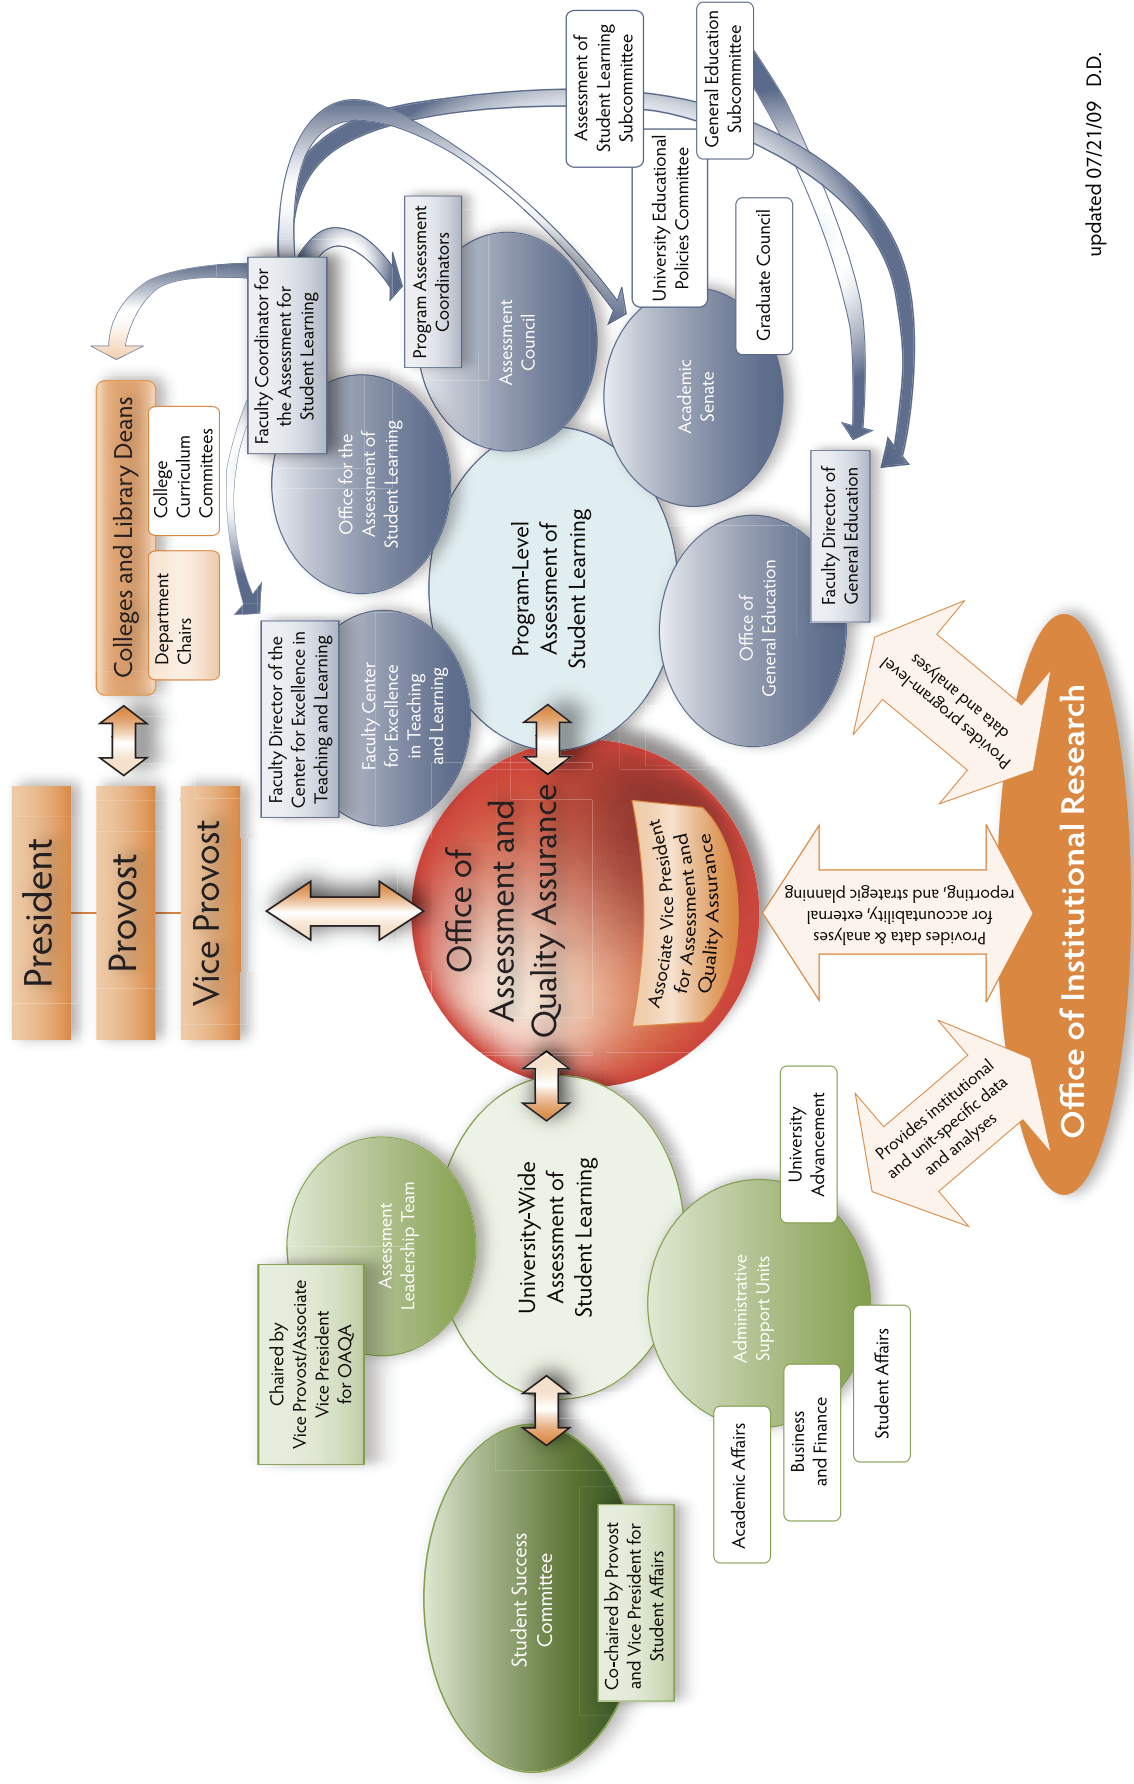 President
Provost
Vice Provost
Colleges and Library Deans
Department
Chairs
College
Curriculum
Committees
Chaired by
Vice Provost/Associate
Vice President
for OAQA
Assessment
Leadership Team
Student Success
Committee
Co-chaired by Provost
and Vice President for
Student Affairs
University-Wide
Assessment of
Student Learning
Administrative
Support Units
Academic Affairs
Business
and Finance
Student Affairs
University
Advancement
Office of
Assessment and
Quality Assurance
Associate Vice President
for Assessment and
Quality Assurance
Program-Level
Assessment of
Student Learning
Faculty Director of the
Center for Excellence in
Teaching and Learning
Faculty Center
for Excellence
in Teaching
and Learning
Faculty Coordinator for
the Assessment for
Student Learning
Office for the
Assessment of
Student Learning
Program Assessment
Coordinators
Assessment
Council
Academic
Senate
Assessment of
Student Learning
Subcommittee
University Educational
Policies Committee
General Education
Subcommittee
Graduate Council
Office of
General Education
Faculty Director of
General Education
Provides institutional
and unit-specific data
and analyses
Provides data & analyses
for accountability, external
reporting, and strategic planning
Provides program-level
data and analyses
Office of Institutional Research
updated 07/21/09 D.D.